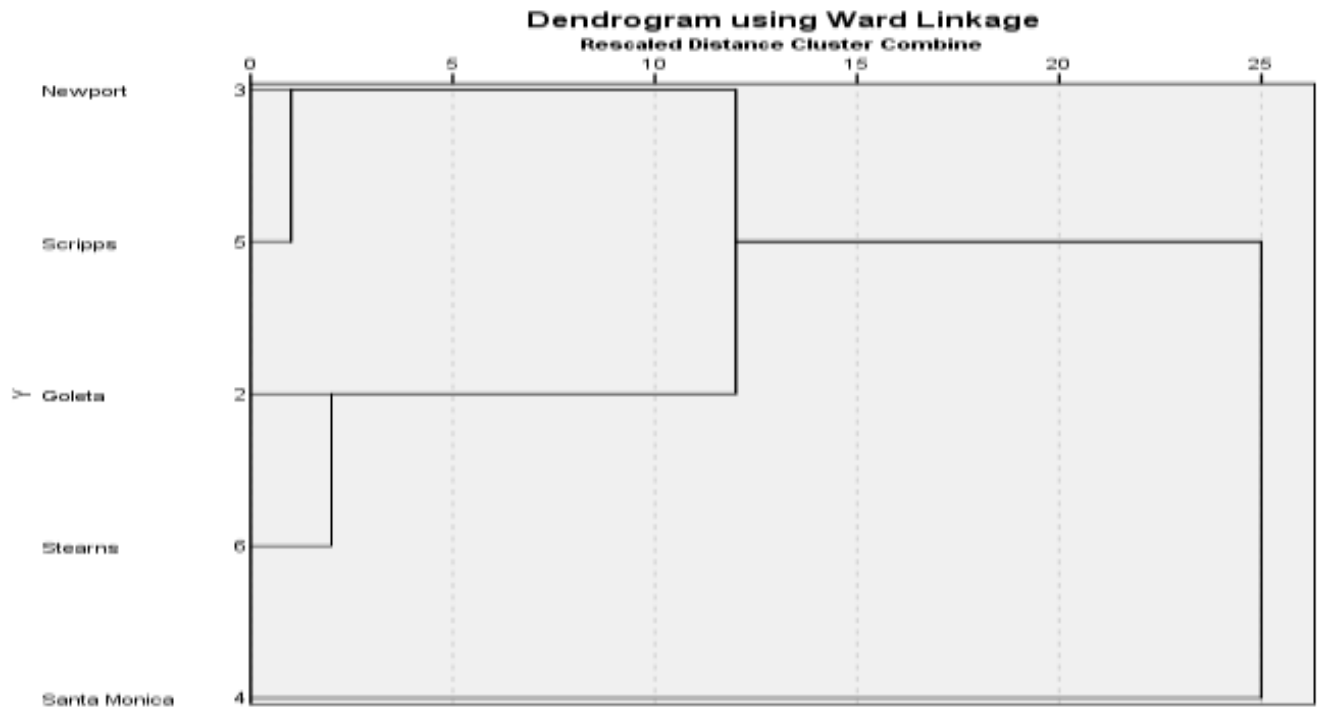 Dendrogram using Ward Linkage
Rescaled Distance Cluster Combine
0 5 10 15 20 25
Newport 3
Scripps 5
Y Goleta 2
Stearns 6
Santa Monica 4